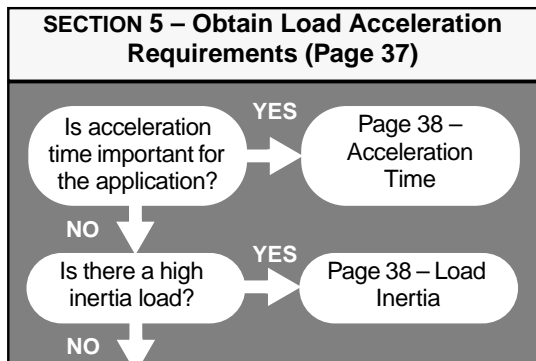 SECTION 5 – Obtain Load Acceleration
Requirements (Page 37)
Is acceleration
time important for
the application?
YES
Page 38 –
Acceleration
Time
NO
Is there a high
inertia load?
YES
Page 38 – Load
Inertia
NO